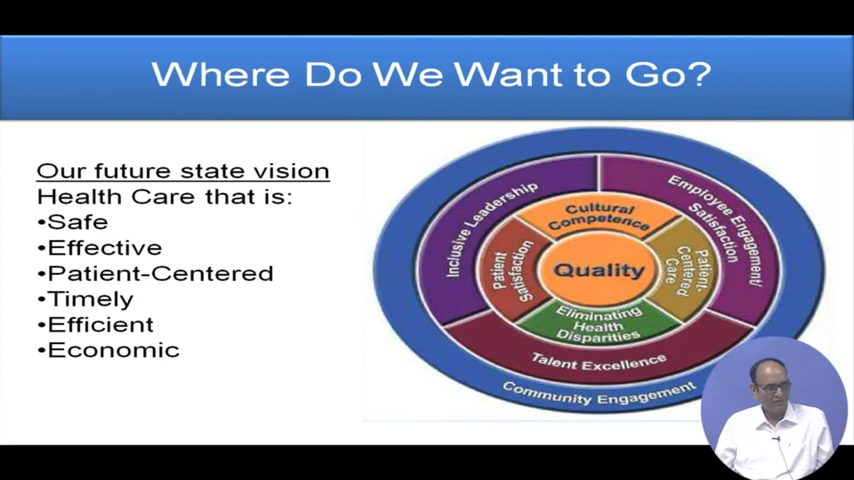 Where Do We Want to Go?
Our future state vision
Health Care that is:
•Safe
•Effective
•Patient-Centered
•Timely
•Efficient
•Economic
Inclusive Leadership
Employee Engagement/
Satisfaction
Cultural
Competence
Patient
Satisfaction
Quality
Patient-
Centered
Care
Eliminating
Health
Disparities
Talent Excellence
Community Engagement